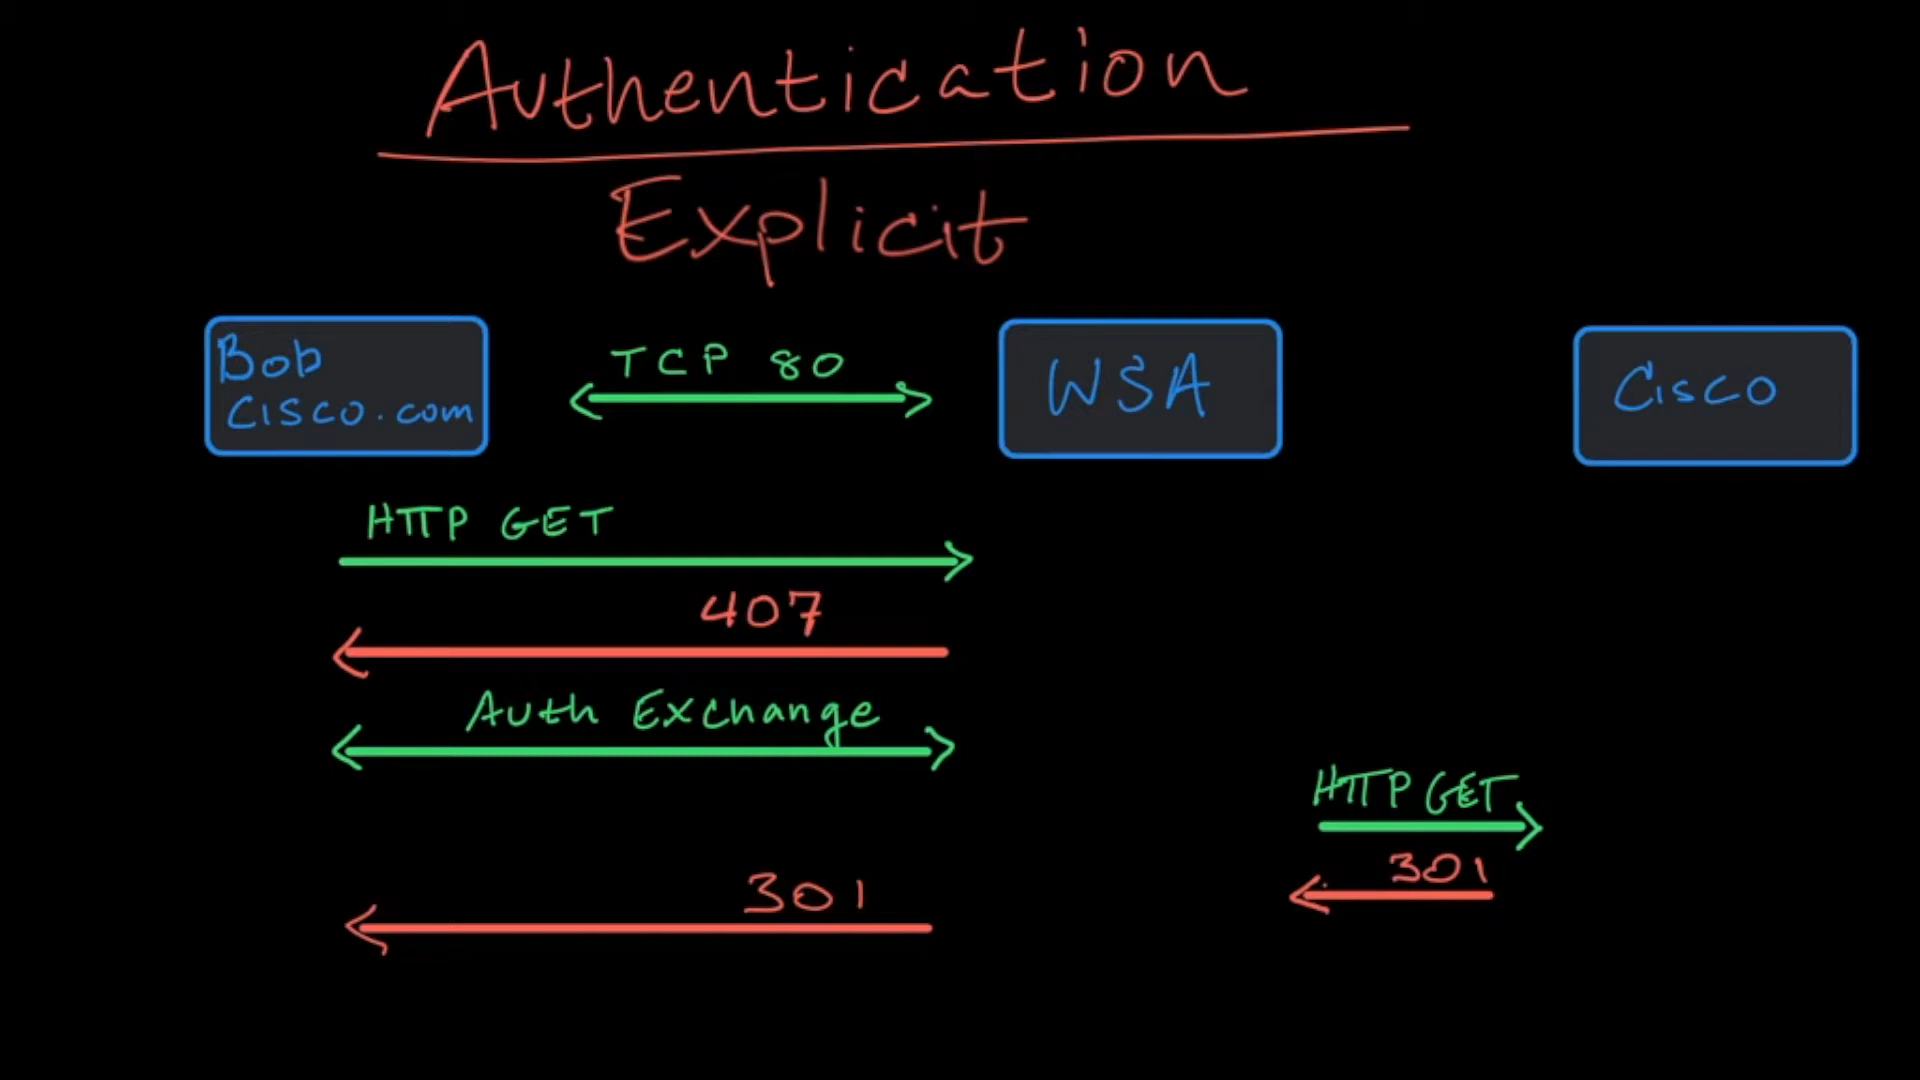 Authentication
Explicit
Bob
Cisco.com
TCP 80
WSA
Cisco
HTTP GET
407
Auth Exchange
HTTP GET
301
301